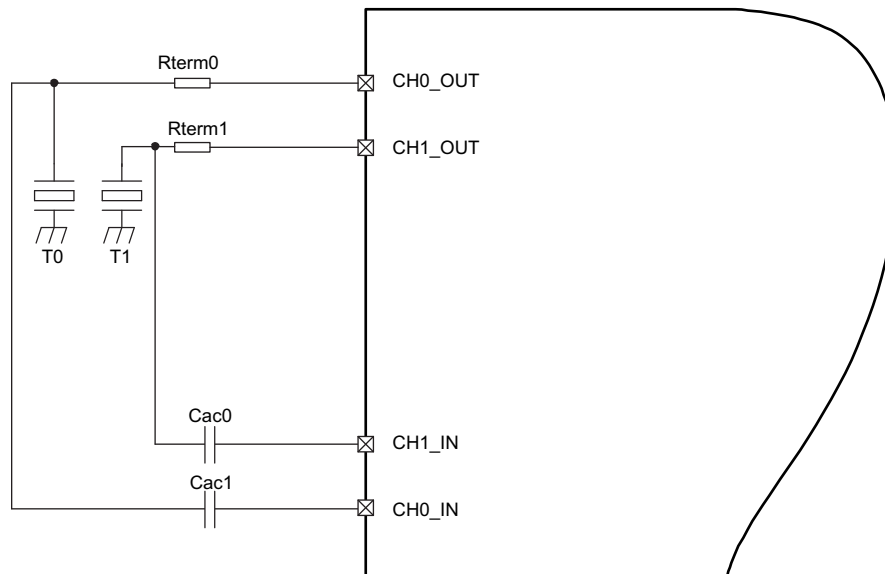 Rterm0
CH0_OUT
Rterm1
CH1_OUT
T0
T1
Cac0
CH1_IN
Cac1
CH0_IN